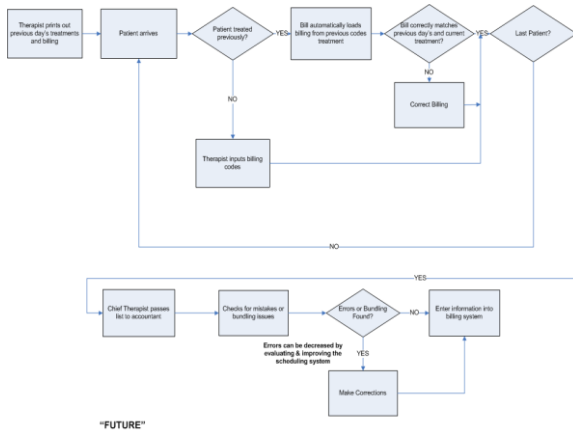 Therapist prints out
previous day's treatments
and billing
Patient arrives
Patient treated
previously?
YES
Bill automatically loads
billing from previous codes
treatment
Bill correctly matches
previous day's and current
treatment?
YES
Last Patient?
NO
Correct Billing
NO
Therapist inputs billing
codes
NO
YES
Chief Therapist passes
list to accountant
Checks for mistakes or
bundling issues
Errors or Bundling
Found?
NO
Enter information into
billing system
Errors can be decreased by
evaluating & improving the
scheduling system
YES
Make Corrections
"FUTURE"